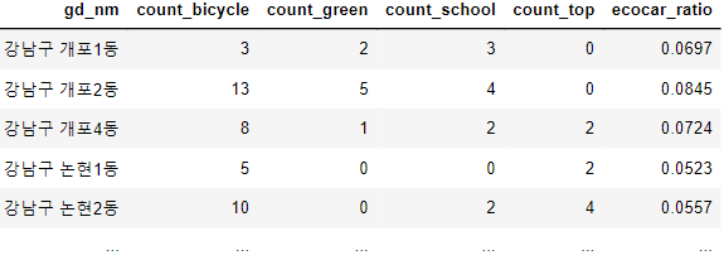 gd_nm count_bicycle count_green count_school count_top ecocar_ratio
강남구 개포1동 3 2 3 0 0.0697
강남구 개포2동 13 5 4 0 0.0845
강남구 개포4동 8 1 2 2 0.0724
강남구 논현1동 5 0 0 2 0.0523
강남구 논현2동 10 0 2 4 0.0557
... ... ... ... ... ...